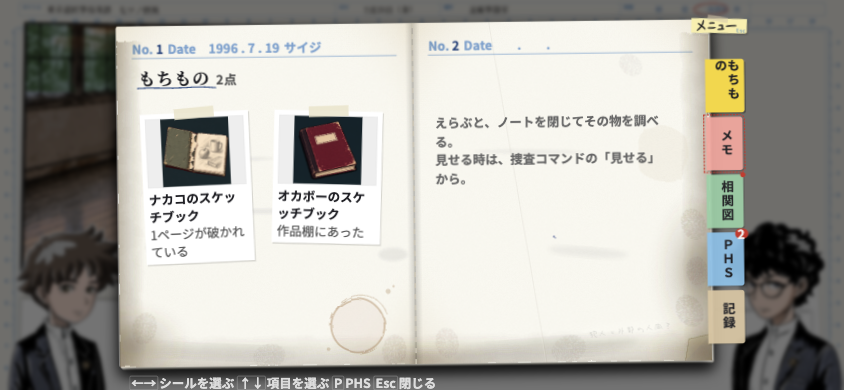 メニュー
No. 1 Date 1996.7.19 サイジ
もちもの 2点
ナカコのスケッ
チブック
1ページが破かれ
ている
オカボーのスケ
ッチブック
作品棚にあった
No. 2 Date . .
えらぶと、ノートを閉じてその物を調べ
る。
見せる時は、捜査コマンドの「見せる」
から。
もちもの
メモ
相関図
2
PHS
記録
←→シールを選ぶ ↑↓項目を選ぶ P PHS Esc 閉じる